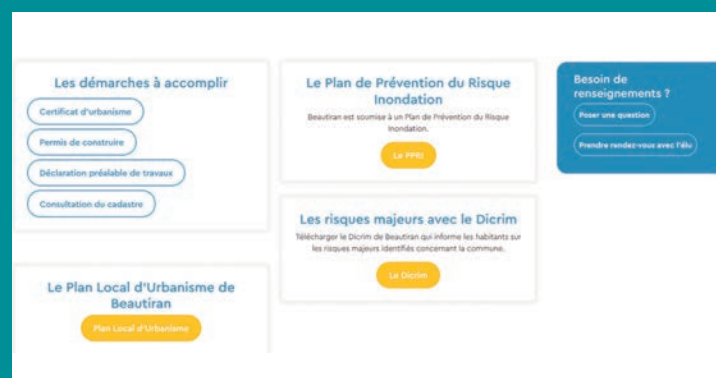 Les démarches à accomplir
Certificat d'urbanisme
Permis de construire
Déclaration préalable de travaux
Consultation du cadastre
Le Plan Local d'Urbanisme de
Beautiran
Plan Local d'Urbanisme
Le Plan de Prévention du Risque
Inondation
Beautiran est soumise à un Plan de Prévention du Risque
Inondation.
Le PPRI
Les risques majeurs avec le Dicrim
Télécharger le Dicrim de Beautiran qui informe les habitants sur
les risques majeurs identifiés concernant la commune.
Le Dicrim
Besoin de
renseignements ?
Poser une question
Prendre rendez-vous avec l'élu